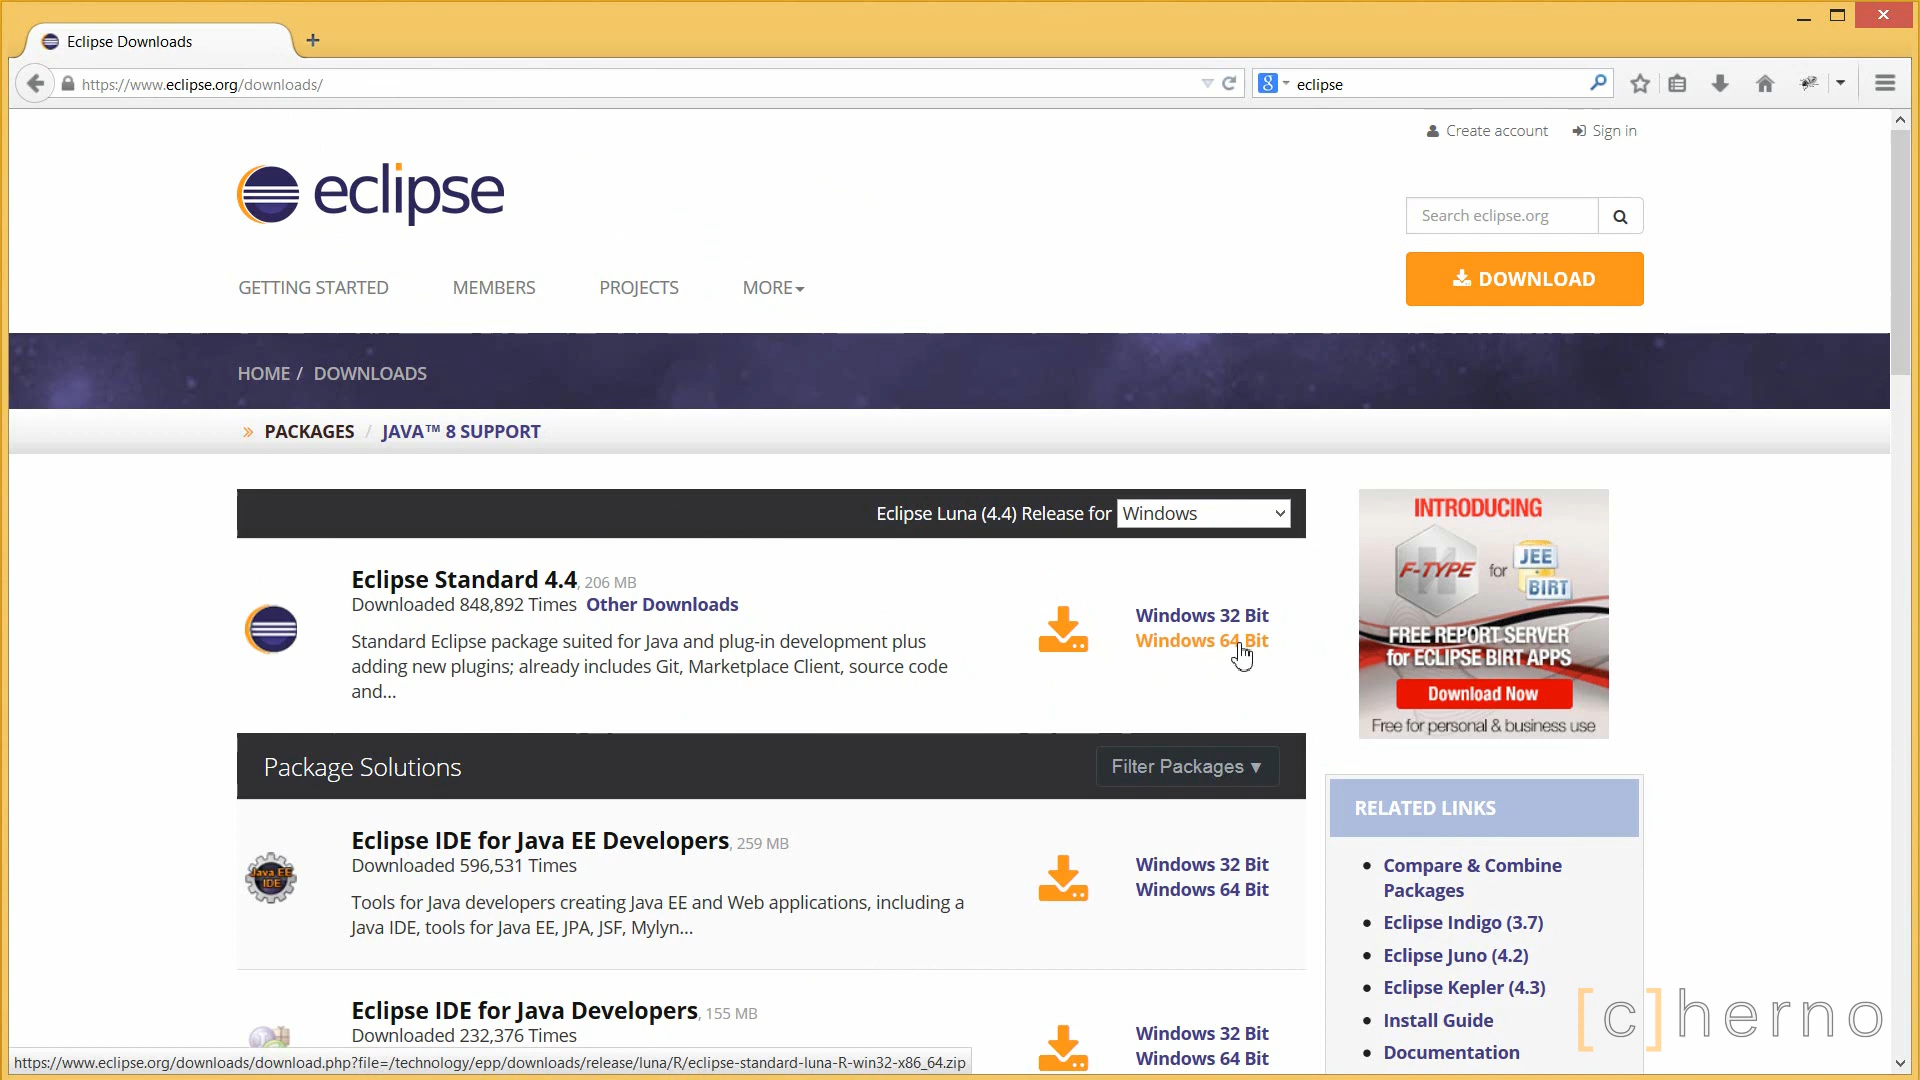 Eclipse Downloads
https://www.eclipse.org/downloads/
8
eclipse
Create account
Sign in
eclipse
Search eclipse.org
GETTING STARTED
MEMBERS
PROJECTS
MORE
DOWNLOAD
HOME / DOWNLOADS
» PACKAGES / JAVA™ 8 SUPPORT
Eclipse Luna (4.4) Release for Windows
Eclipse Standard 4.4, 206 MB
Downloaded 848,892 Times Other Downloads
Standard Eclipse package suited for Java and plug-in development plus
adding new plugins; already includes Git, Marketplace Client, source code
and...
Windows 32 Bit
Windows 64 Bit
INTRODUCING
F-TYPE for JEE
BIRT
FREE REPORT SERVER
for ECLIPSE BIRT APPS
Download Now
Free for personal & business use
Package Solutions
Filter Packages ▼
Eclipse IDE for Java EE Developers, 259 MB
Downloaded 596,531 Times
Tools for Java developers creating Java EE and Web applications, including a
Java IDE, tools for Java EE, JPA, JSF, Mylyn...
Java EE
IDE
Windows 32 Bit
Windows 64 Bit
Eclipse IDE for Java Developers, 155 MB
Downloaded 232,376 Times
Windows 32 Bit
Windows 64 Bit
RELATED LINKS
• Compare & Combine
Packages
• Eclipse Indigo (3.7)
• Eclipse Juno (4.2)
• Eclipse Kepler (4.3)
• Install Guide
• Documentation
[c]herno
https://www.eclipse.org/downloads/download.php?file=/technology/epp/downloads/release/luna/R/eclipse-standard-luna-R-win32-x86_64.zip